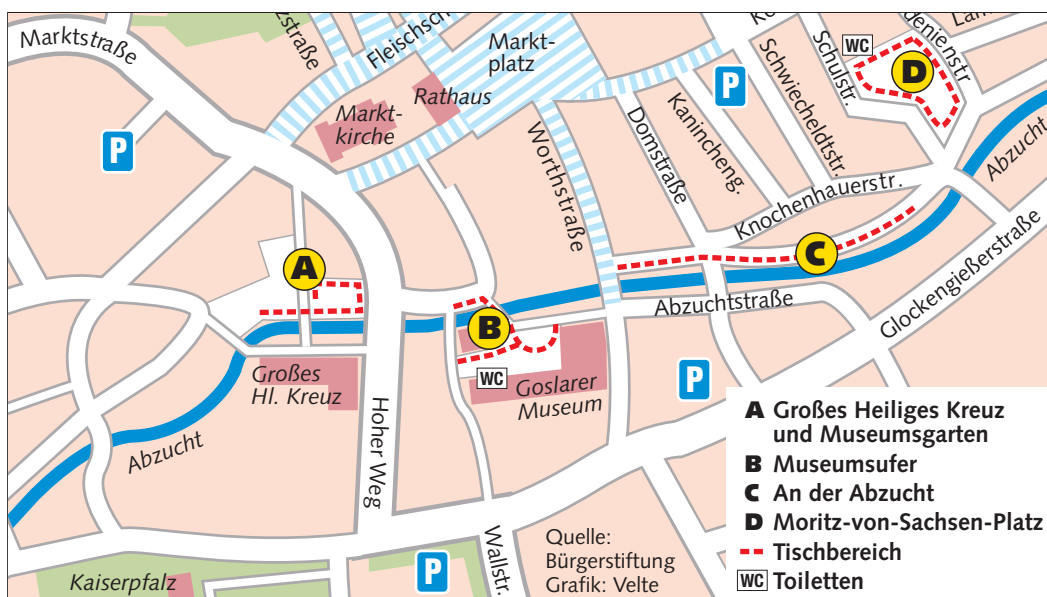 Marktstraße
zstraße
Fleischsch
Markt-
platz
Rathaus
Markt-
kirche
WC
Schulstr.
denienstr
D
P
P
Schwiecheldtstr.
Kanincheng.
Domstraße
Worthstraße
Knochenhauerstr.
Abzucht
A
C
B
Abzuchtstraße
Glockengießerstraße
Großes
Hl. Kreuz
WC
Goslarer
Museum
P
Hoher Weg
Abzucht
Wallstr.
Kaiserpfalz
P
Quelle:
Bürgerstiftung
Grafik: Velte
A Großes Heiliges Kreuz
und Museumsgarten
B Museumsufer
C An der Abzucht
D Moritz-von-Sachsen-Platz
Tischbereich
WC Toiletten